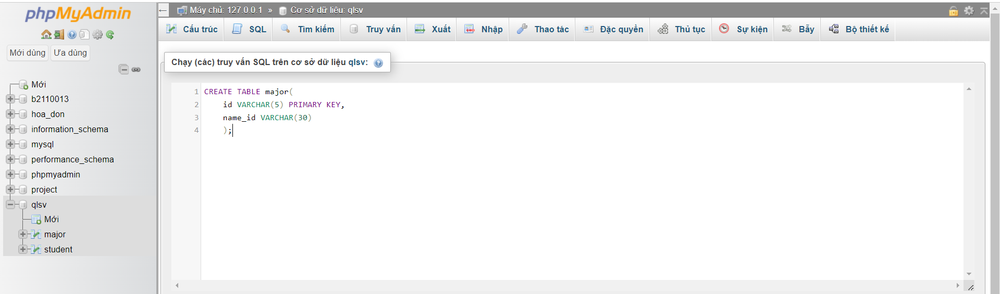 phpMyAdmin
Mới dùng Ưa dùng
Mới
b2110013
hoa_don
information_schema
mysql
performance_schema
phpmyadmin
project
qlsv
Mới
major
student
Máy chủ: 127.0.0.1 » Cơ sở dữ liệu: qlsv
Cấu trúc SQL Tìm kiếm Truy vấn Xuất Nhập Thao tác Đặc quyền Thủ tục Sự kiện Bẫy Bộ thiết kế
Chạy (các) truy vấn SQL trên cơ sở dữ liệu qlsv:
1 CREATE TABLE major(
2 id VARCHAR(5) PRIMARY KEY,
3 name_id VARCHAR(30)
4 );